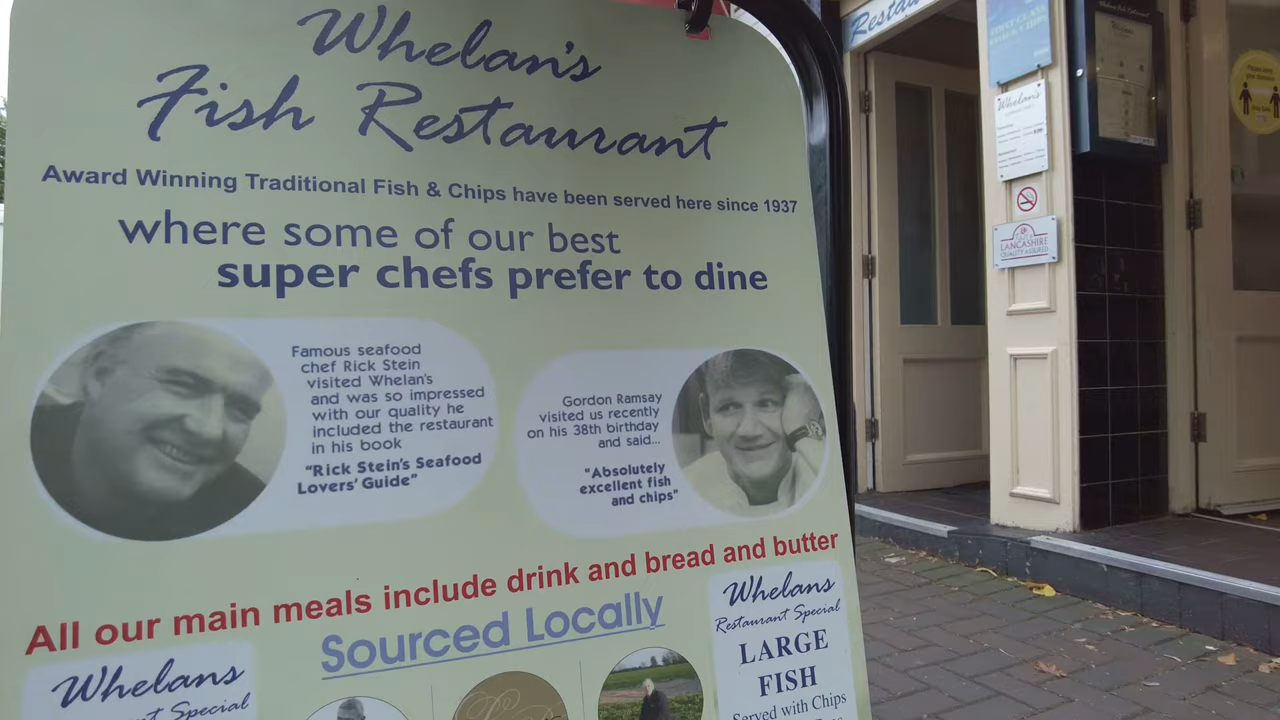 Whelan's
Fish Restaurant
Award Winning Traditional Fish & Chips have been served here since 1937
where some of our best
super chefs prefer to dine
Famous seafood
chef Rick Stein
visited Whelan's
and was so impressed
with our quality he
included the restaurant
in his book
"Rick Stein's Seafood
Lovers' Guide"
Gordon Ramsay
visited us recently
on his 38th birthday
and said...
"Absolutely
excellent fish
and chips"
All our main meals include drink and bread and butter
Sourced Locally
Whelans
Special
Whelans
Restaurant Special
LARGE
FISH
Served with Chips
Whelan's
LANCASHIRE
QUALITY ASSURED